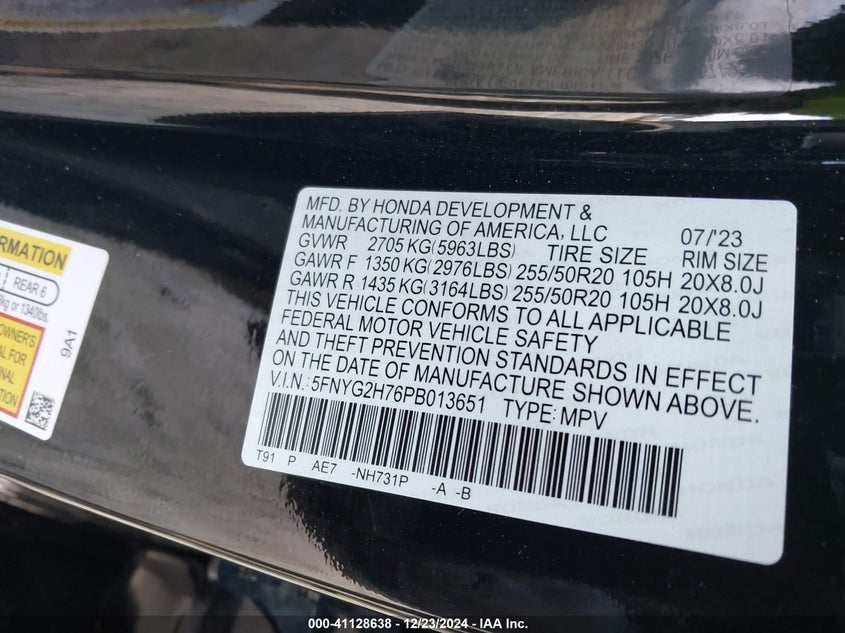 MFD. BY HONDA DEVELOPMENT &
MANUFACTURING OF AMERICA, LLC 07/'23
GVWR 2705 KG(5963LBS) TIRE SIZE RIM SIZE
GAWR F 1350 KG(2976LBS) 255/50R20 105H 20X8.0J
GAWR R 1435 KG(3164LBS) 255/50R20 105H 20X8.0J
THIS VEHICLE CONFORMS TO ALL APPLICABLE
FEDERAL MOTOR VEHICLE SAFETY
AND THEFT PREVENTION STANDARDS IN EFFECT
ON THE DATE OF MANUFACTURE SHOWN ABOVE.
V.I.N.: 5FNYG2H76PB013651 TYPE: MPV
T91 P AE7 -NH731P -A -B
REAR 6
1340lbs.
FOR
9A1
000-41128638 - 12/23/2024 - IAA Inc.